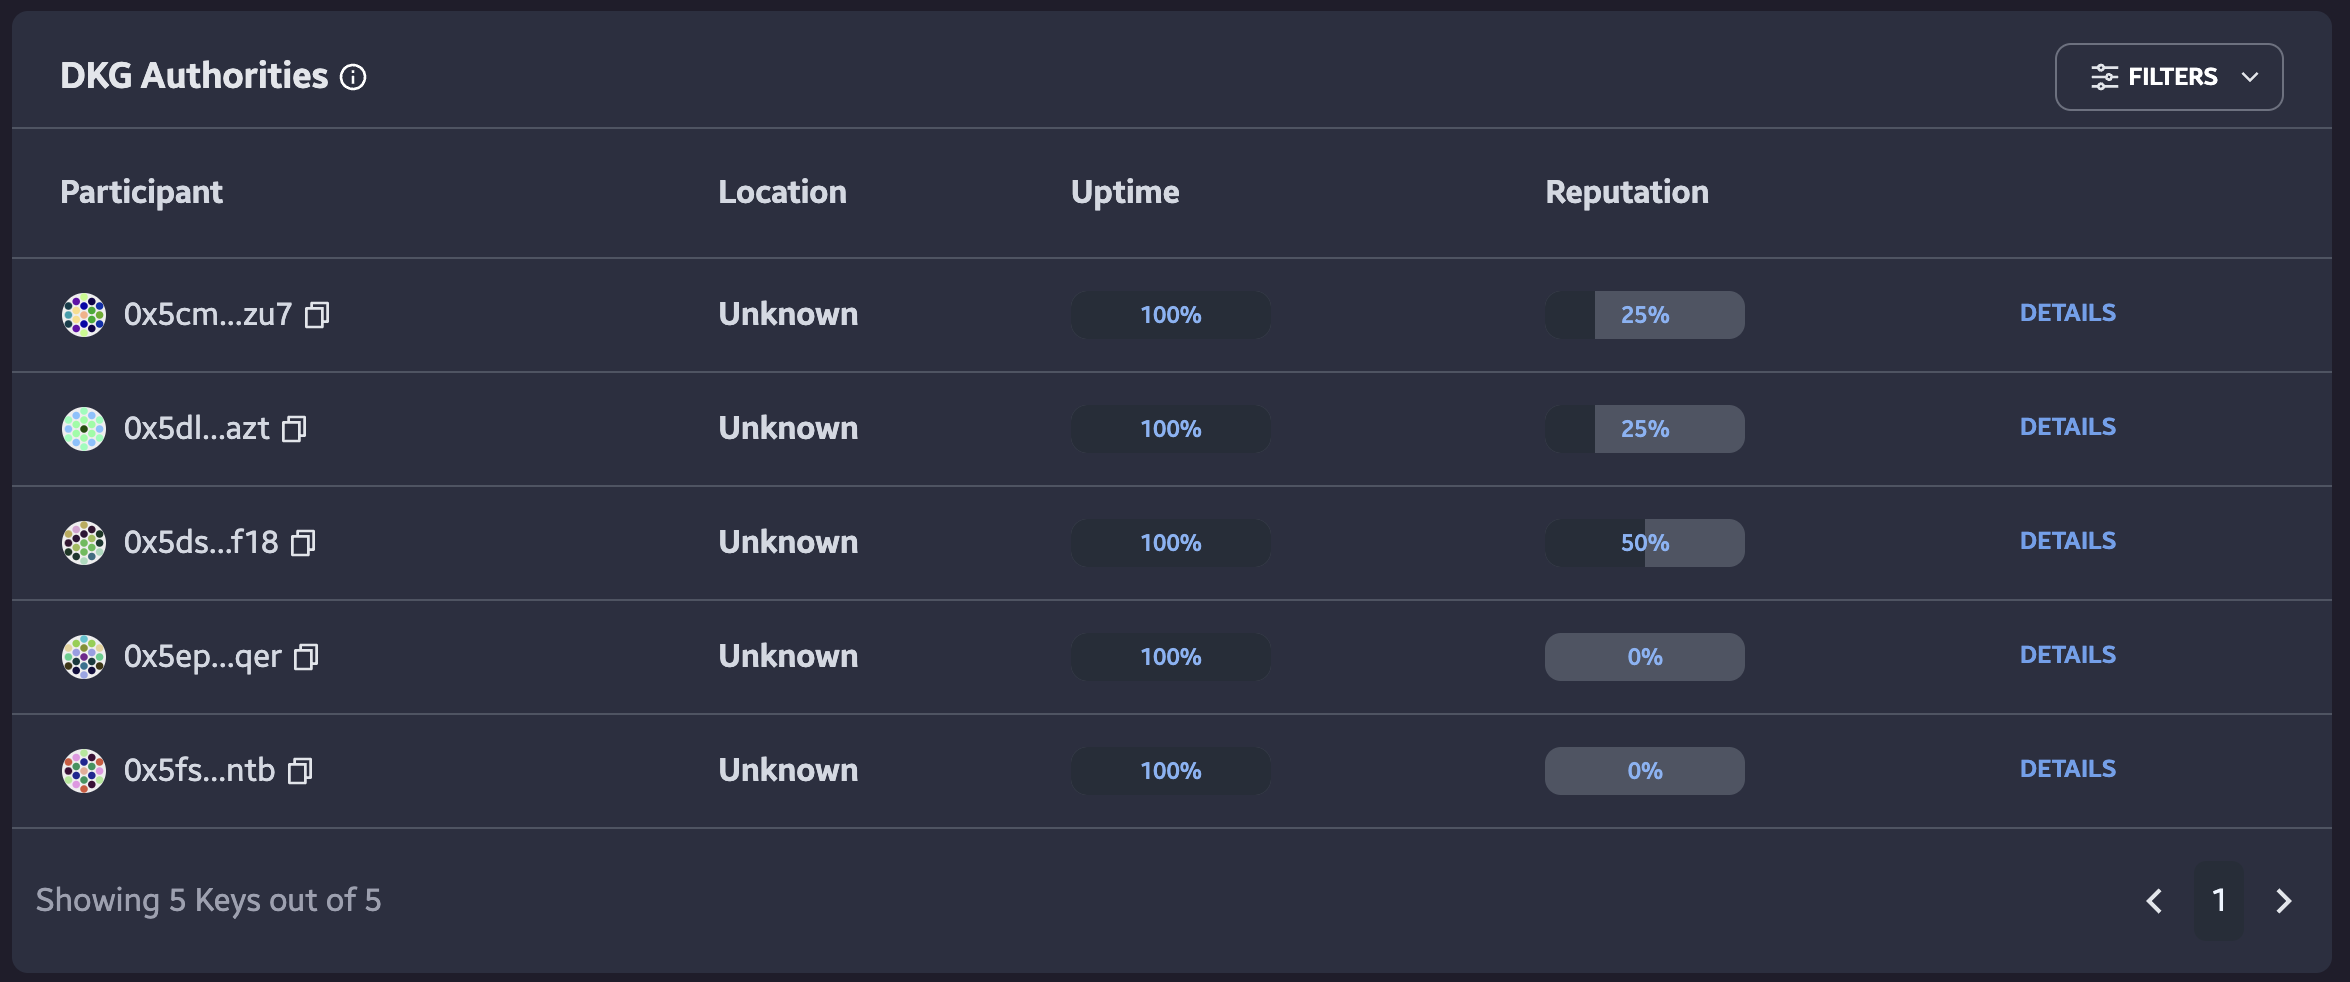 DKG Authorities
FILTERS
Participant Location Uptime Reputation
0x5cm...zu7 Unknown 100% 25% DETAILS
0x5dl...azt Unknown 100% 25% DETAILS
0x5ds...f18 Unknown 100% 50% DETAILS
0x5ep...qer Unknown 100% 0% DETAILS
0x5fs...ntb Unknown 100% 0% DETAILS
Showing 5 Keys out of 5
1